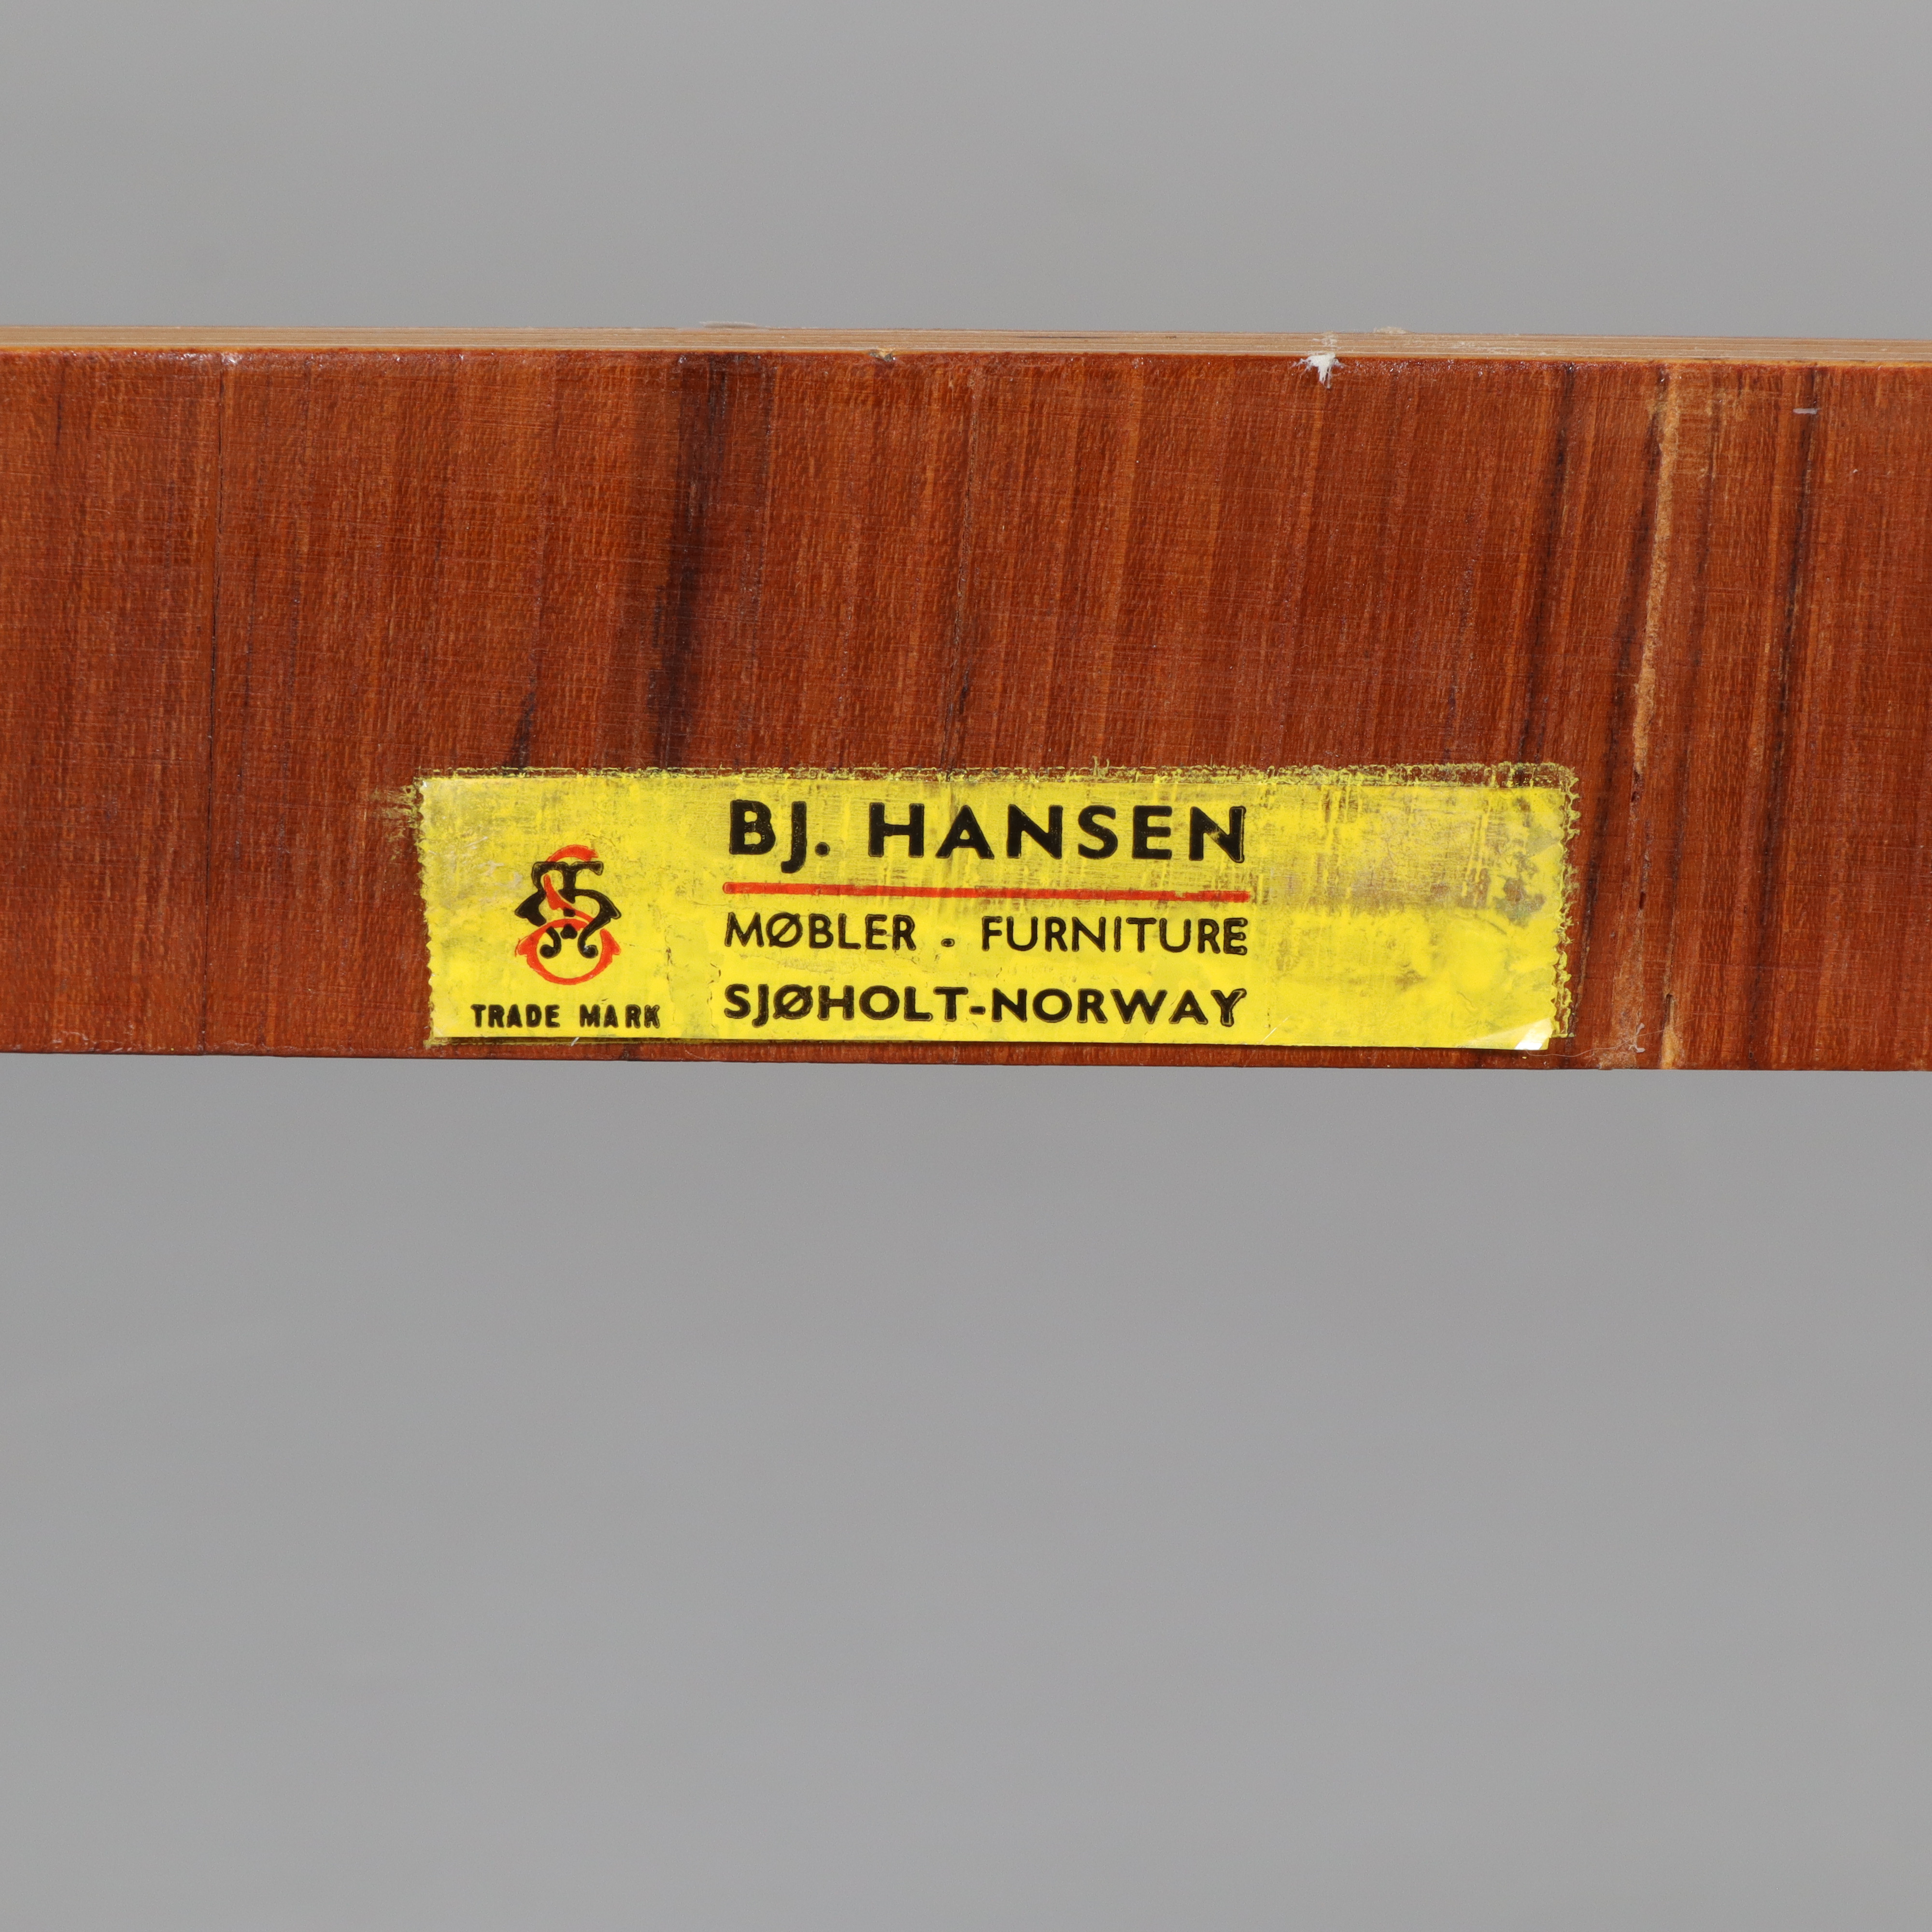 BJ. HANSEN
MØBLER . FURNITURE
SJØHOLT-NORWAY
TRADE MARK